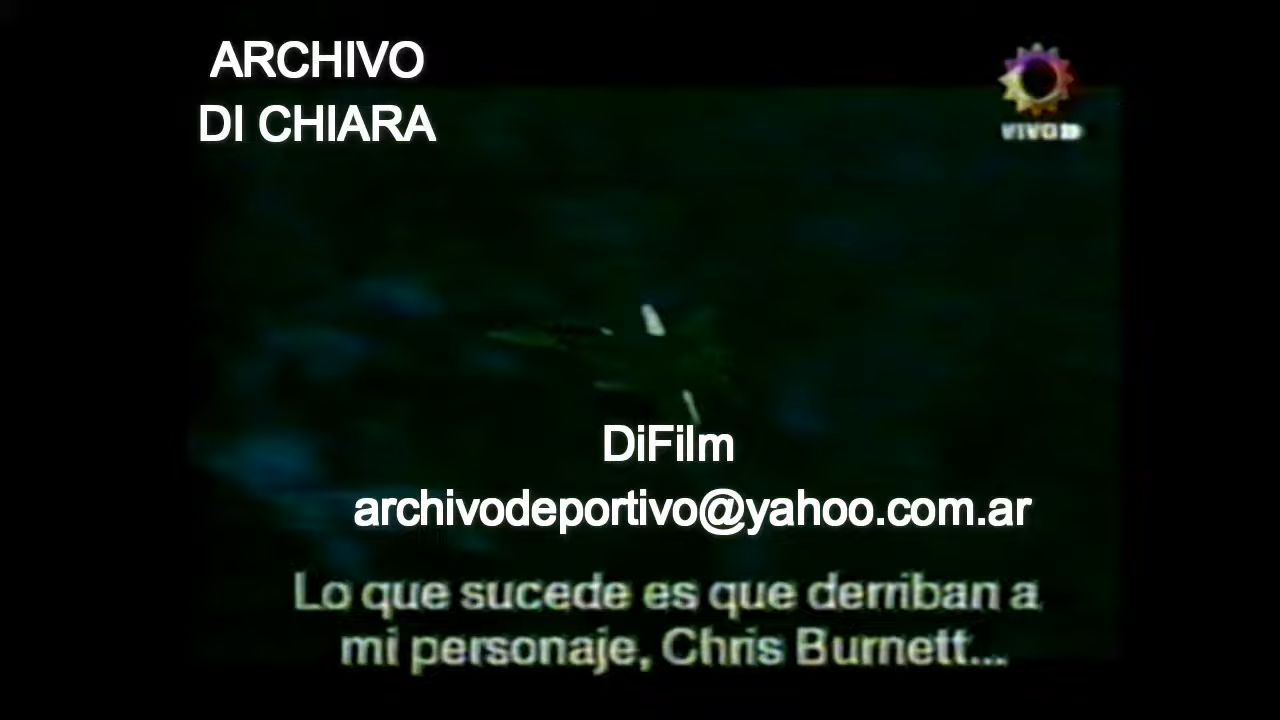 ARCHIVO
DI CHIARA
VIVO
DiFilm
archivodeportivo@yahoo.com.ar
Lo que sucede es que derriban a
mi personaje, Chris Burnett...